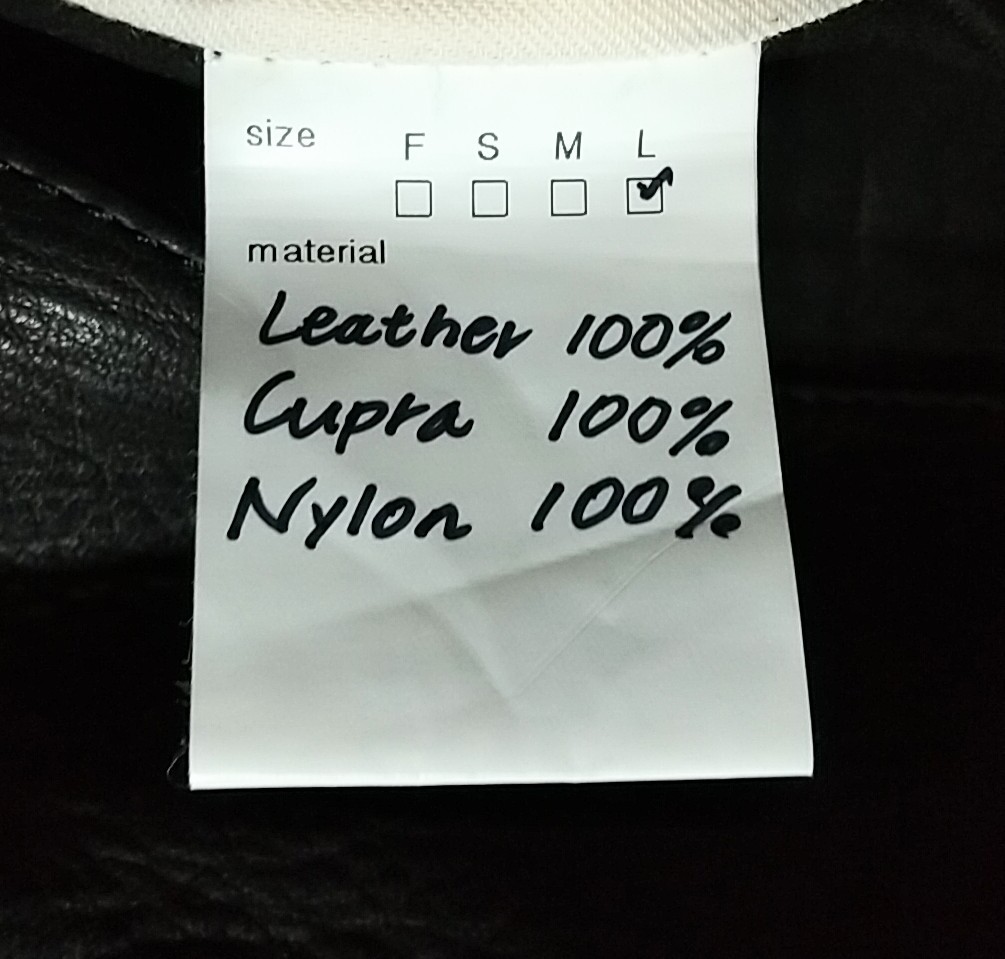 size F S M L
material
Leather 100%
Cupra 100%
Nylon 100%